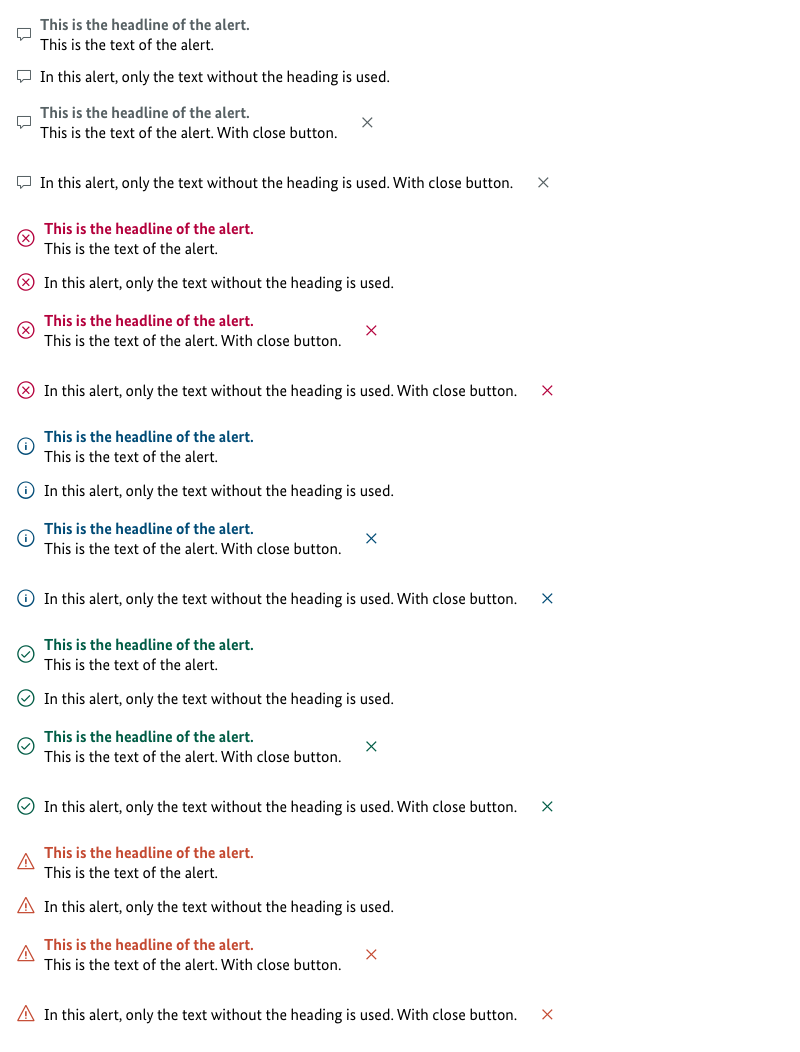 This is the headline of the alert.
This is the text of the alert.
In this alert, only the text without the heading is used.
This is the headline of the alert.
This is the text of the alert. With close button.
In this alert, only the text without the heading is used. With close button.
This is the headline of the alert.
This is the text of the alert.
In this alert, only the text without the heading is used.
This is the headline of the alert.
This is the text of the alert. With close button.
In this alert, only the text without the heading is used. With close button.
This is the headline of the alert.
This is the text of the alert.
In this alert, only the text without the heading is used.
This is the headline of the alert.
This is the text of the alert. With close button.
In this alert, only the text without the heading is used. With close button.
This is the headline of the alert.
This is the text of the alert.
In this alert, only the text without the heading is used.
This is the headline of the alert.
This is the text of the alert. With close button.
In this alert, only the text without the heading is used. With close button.
This is the headline of the alert.
This is the text of the alert.
In this alert, only the text without the heading is used.
This is the headline of the alert.
This is the text of the alert. With close button.
In this alert, only the text without the heading is used. With close button.